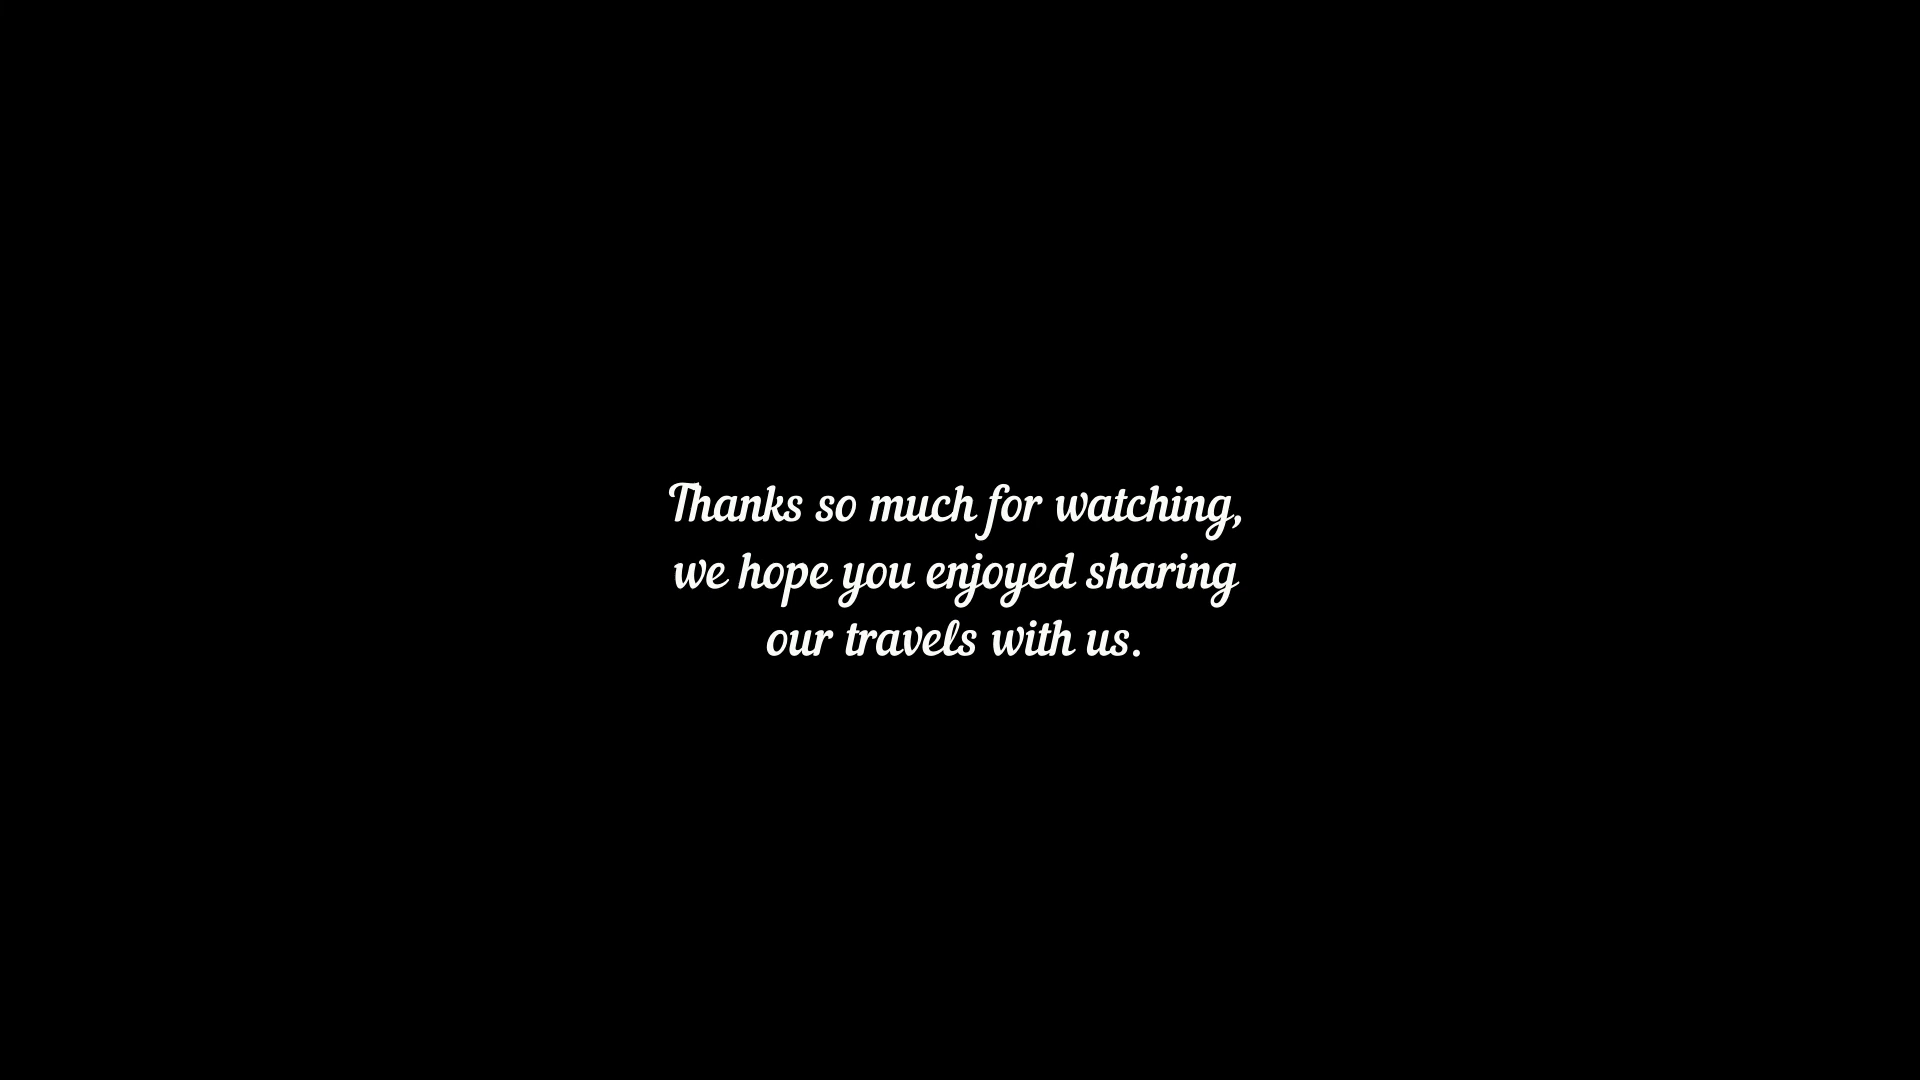 Thanks so much for watching,
we hope you enjoyed sharing
our travels with us.